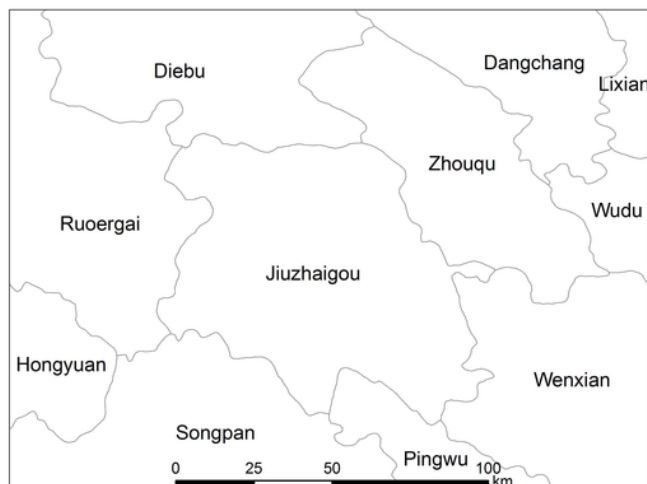 Dangchang
Diebu
Lixian
Zhouqu
Wudu
Ruoergai
Jiuzhaigou
Hongyuan
Wenxian
Songpan
Pingwu
0 25 50 100
km